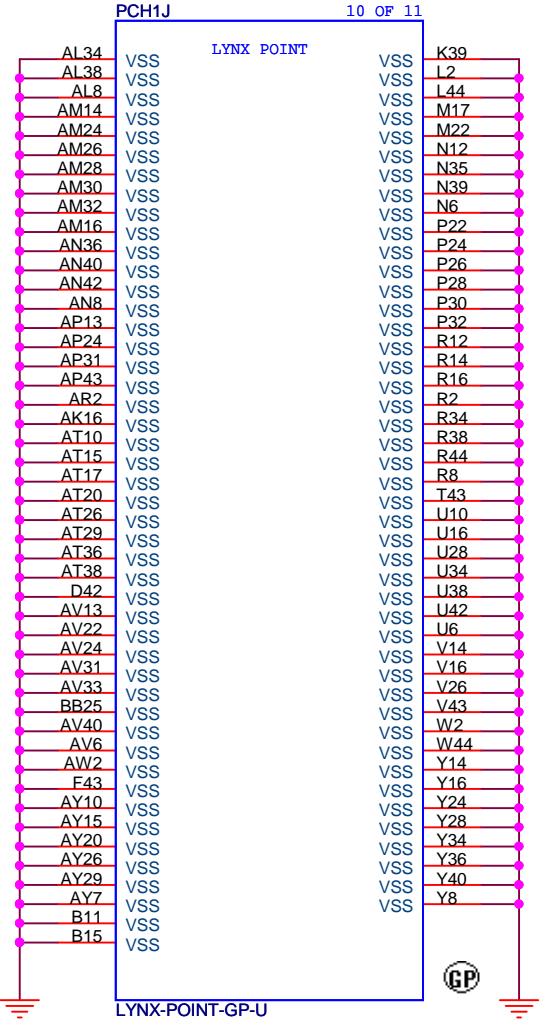 PCH1J 10 OF 11
LYNX POINT
AL34 VSS VSS K39
AL38 VSS VSS L2
AL8 VSS VSS L44
AM14 VSS VSS M17
AM24 VSS VSS M22
AM26 VSS VSS N12
AM28 VSS VSS N35
AM30 VSS VSS N39
AM32 VSS VSS N6
AM16 VSS VSS P22
AN36 VSS VSS P24
AN40 VSS VSS P26
AN42 VSS VSS P28
AN8 VSS VSS P30
AP13 VSS VSS P32
AP24 VSS VSS R12
AP31 VSS VSS R14
AP43 VSS VSS R16
AR2 VSS VSS R2
AK16 VSS VSS R34
AT10 VSS VSS R38
AT15 VSS VSS R44
AT17 VSS VSS R8
AT20 VSS VSS T43
AT26 VSS VSS U10
AT29 VSS VSS U16
AT36 VSS VSS U28
AT38 VSS VSS U34
D42 VSS VSS U38
AV13 VSS VSS U42
AV22 VSS VSS U6
AV24 VSS VSS V14
AV31 VSS VSS V16
AV33 VSS VSS V26
BB25 VSS VSS V43
AV40 VSS VSS W2
AV6 VSS VSS W44
AW2 VSS VSS Y14
F43 VSS VSS Y16
AY10 VSS VSS Y24
AY15 VSS VSS Y28
AY20 VSS VSS Y34
AY26 VSS VSS Y36
AY29 VSS VSS Y40
AY7 VSS VSS Y8
B11 VSS
B15 VSS
GP
LYNX-POINT-GP-U